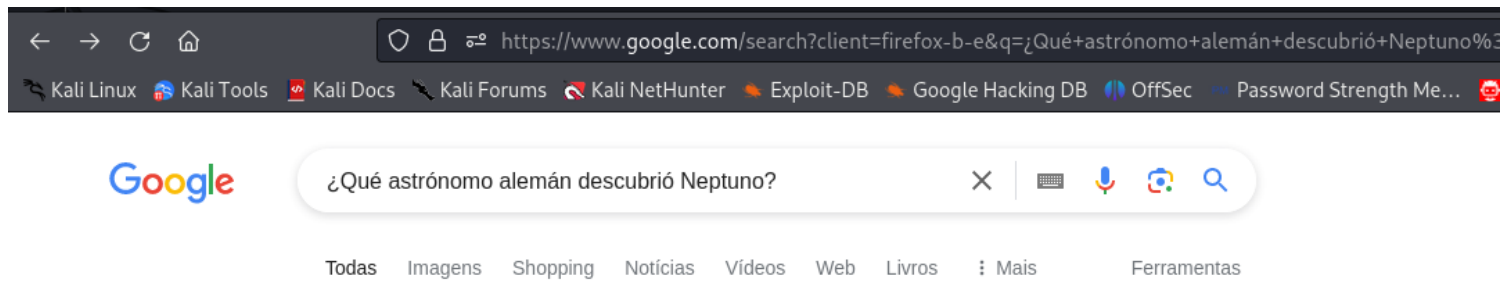 https://www.google.com/search?client=firefox-b-e&q=¿Qué+astrónomo+alemán+descubrió+Neptuno%3
Kali Linux Kali Tools Kali Docs Kali Forums Kali NetHunter Exploit-DB Google Hacking DB OffSec Password Strength Me...
Google ¿Qué astrónomo alemán descubrió Neptuno?
Todas Imagens Shopping Notícias Vídeos Web Livros Mais Ferramentas